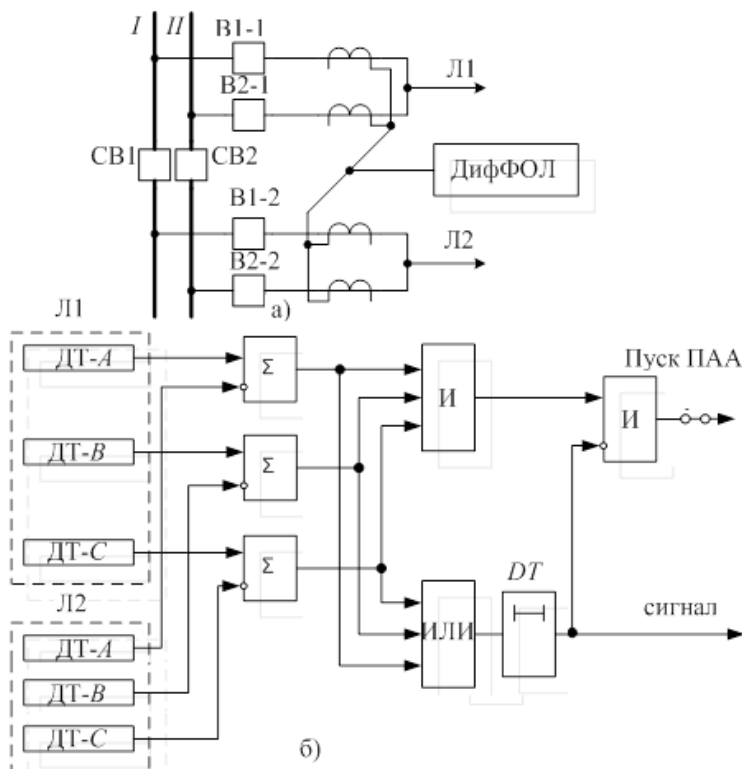 I II В1-1
Л1
В2-1
СВ1 СВ2
ДифФОЛ
В1-2
Л2
В2-2
а)
Л1
ДТ-А
ДТ-В
ДТ-С
Σ
Σ
Σ
И
Пуск ПАА
И
Л2
ДТ-А
ДТ-В
ДТ-С
ИЛИ
DT
сигнал
б)